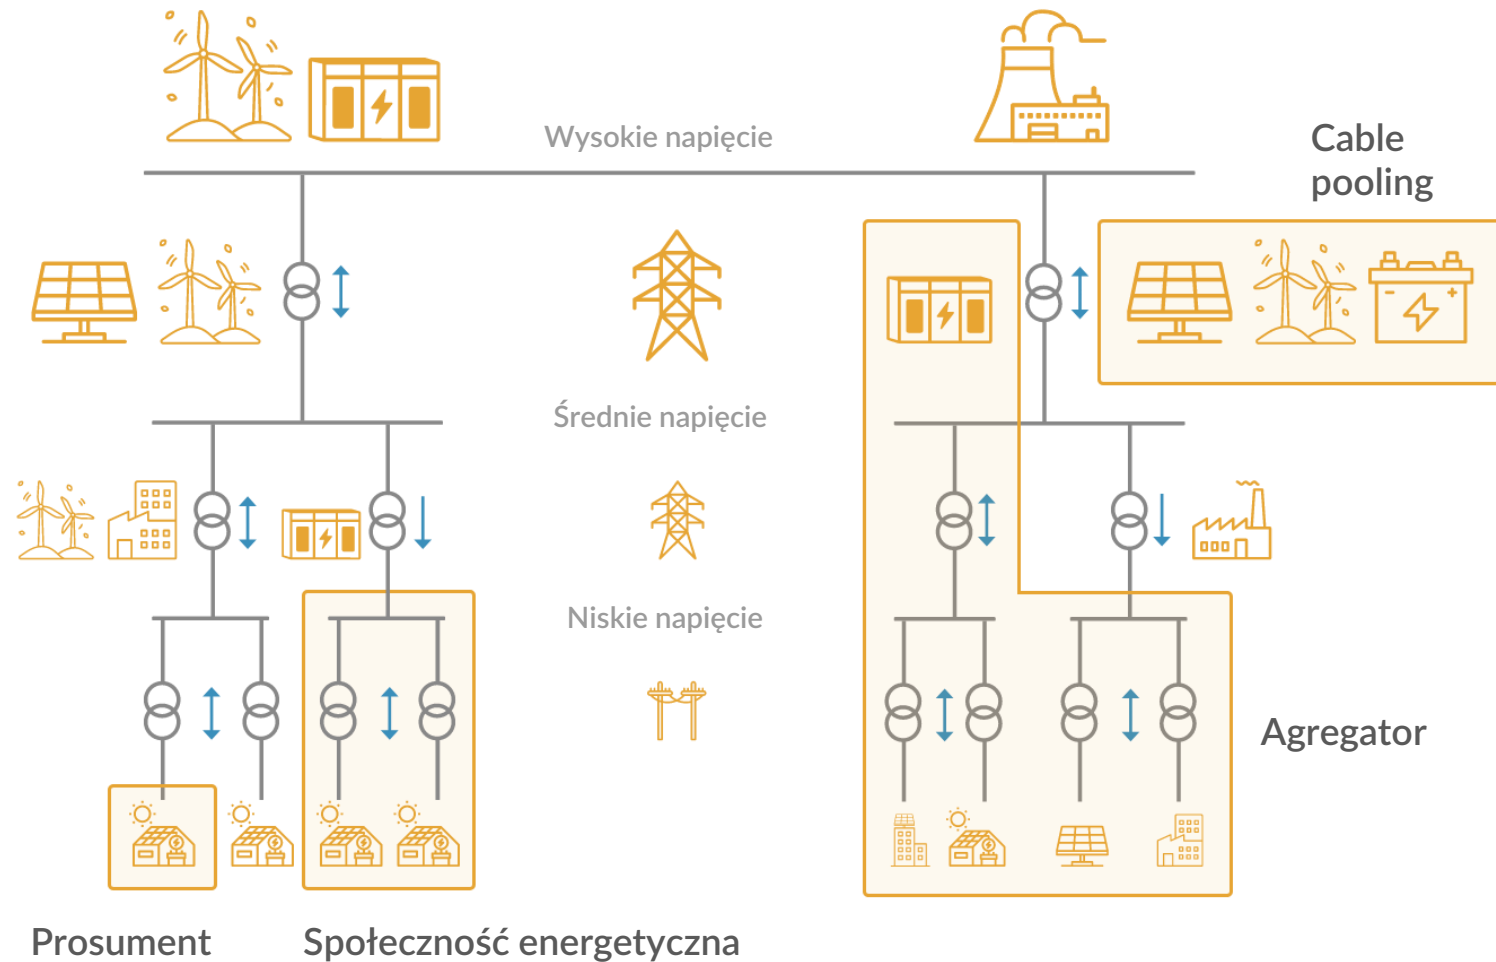 Wysokie napięcie
Cable
pooling
Średnie napięcie
Niskie napięcie
Agregator
Prosument
Społeczność energetyczna